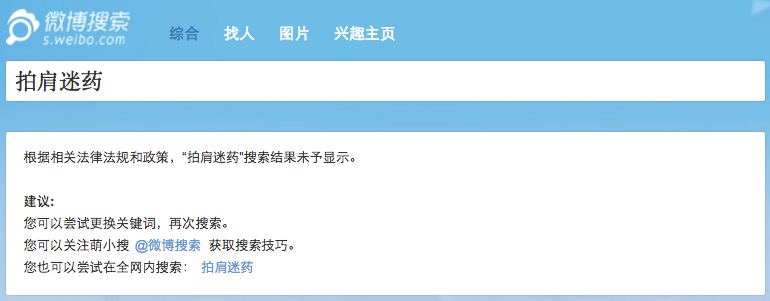 微博搜索
s.weibo.com
综合 找人 图片 兴趣主页
拍肩迷药
根据相关法律法规和政策，“拍肩迷药”搜索结果未予显示。
建议:
您可以尝试更换关键词，再次搜索。
您可以关注萌小搜 @微博搜索 获取搜索技巧。
您也可以尝试在全网内搜索： 拍肩迷药